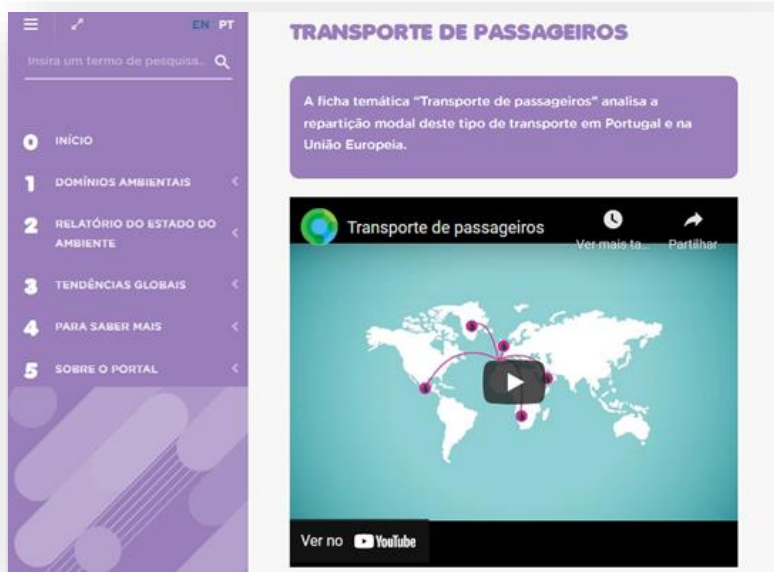 EN PT
Insira um termo de pesquisa..
0 INÍCIO
1 DOMÍNIOS AMBIENTAIS
2 RELATÓRIO DO ESTADO DO
AMBIENTE
3 TENDÊNCIAS GLOBAIS
4 PARA SABER MAIS
5 SOBRE O PORTAL
TRANSPORTE DE PASSAGEIROS
A ficha temática "Transporte de passageiros" analisa a
repartição modal deste tipo de transporte em Portugal e na
União Europeia.
Transporte de passageiros
Ver mais ta...
Partilhar
Ver no YouTube